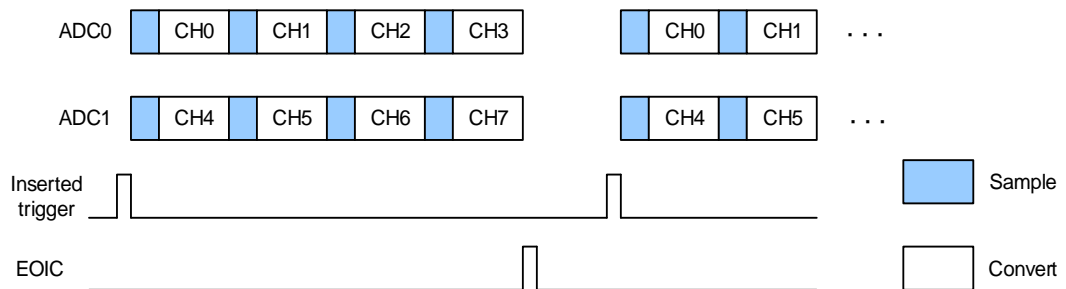 ADC0 CH0 CH1 CH2 CH3 CH0 CH1 . . .
ADC1 CH4 CH5 CH6 CH7 CH4 CH5 . . .
Inserted
trigger
Sample
EOIC
Convert